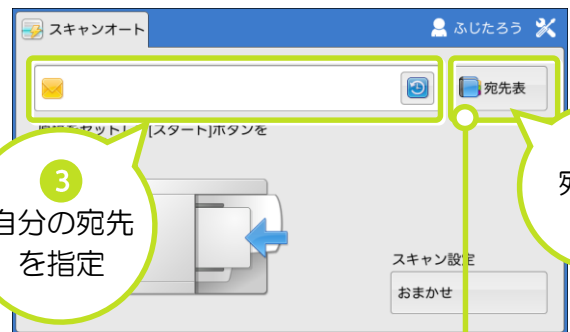 スキャンオート
ふじたろう
宛先表
[スタート]ボタンを
3
自分の宛先
を指定
宛
スキャン設定
おまかせ